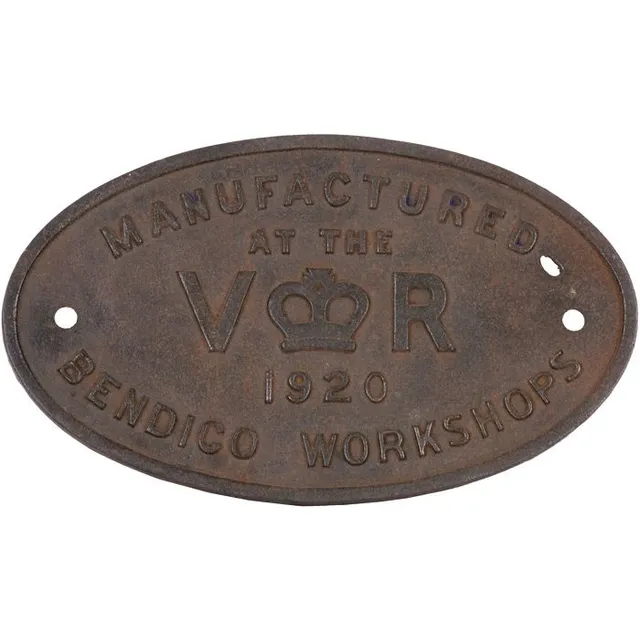 MANUFACTURED
AT THE
V R
1920
BENDICO WORKSHOPS